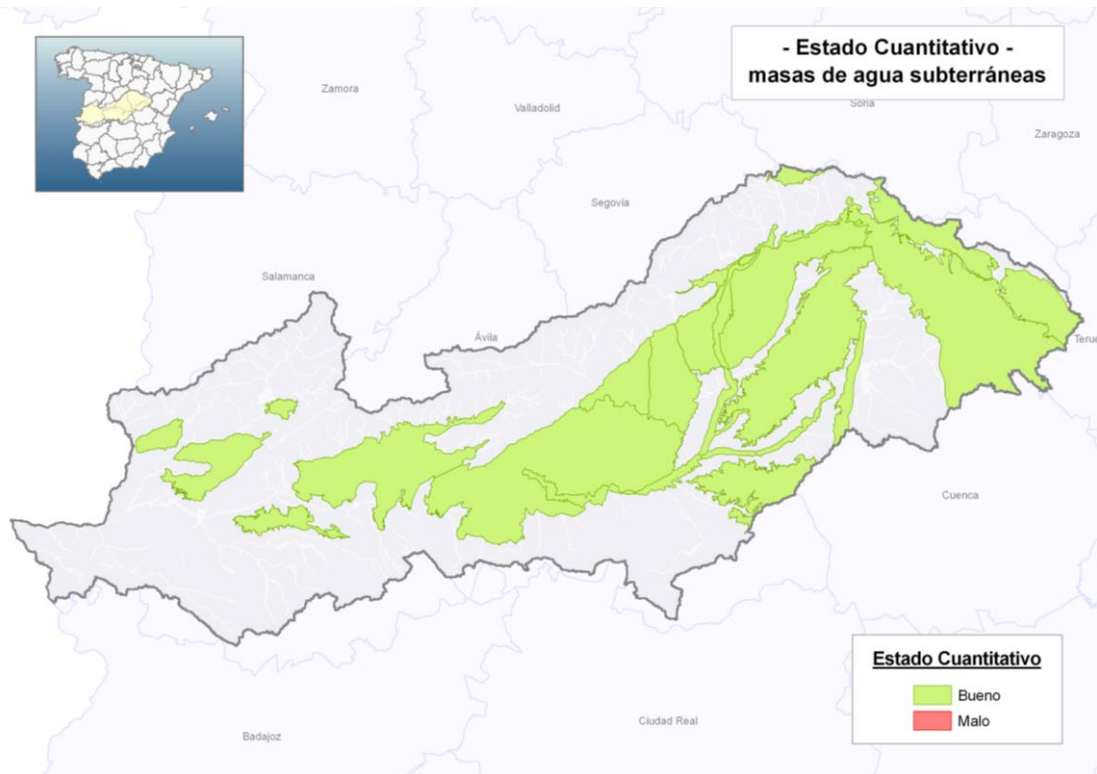 - Estado Cuantitativo -
masas de agua subterráneas
Zamora
Valladolid
Soria
Zaragoza
Segovia
Salamanca
Ávila
Teruel
Cuenca
Estado Cuantitativo
Bueno
Malo
Ciudad Real
Badajoz